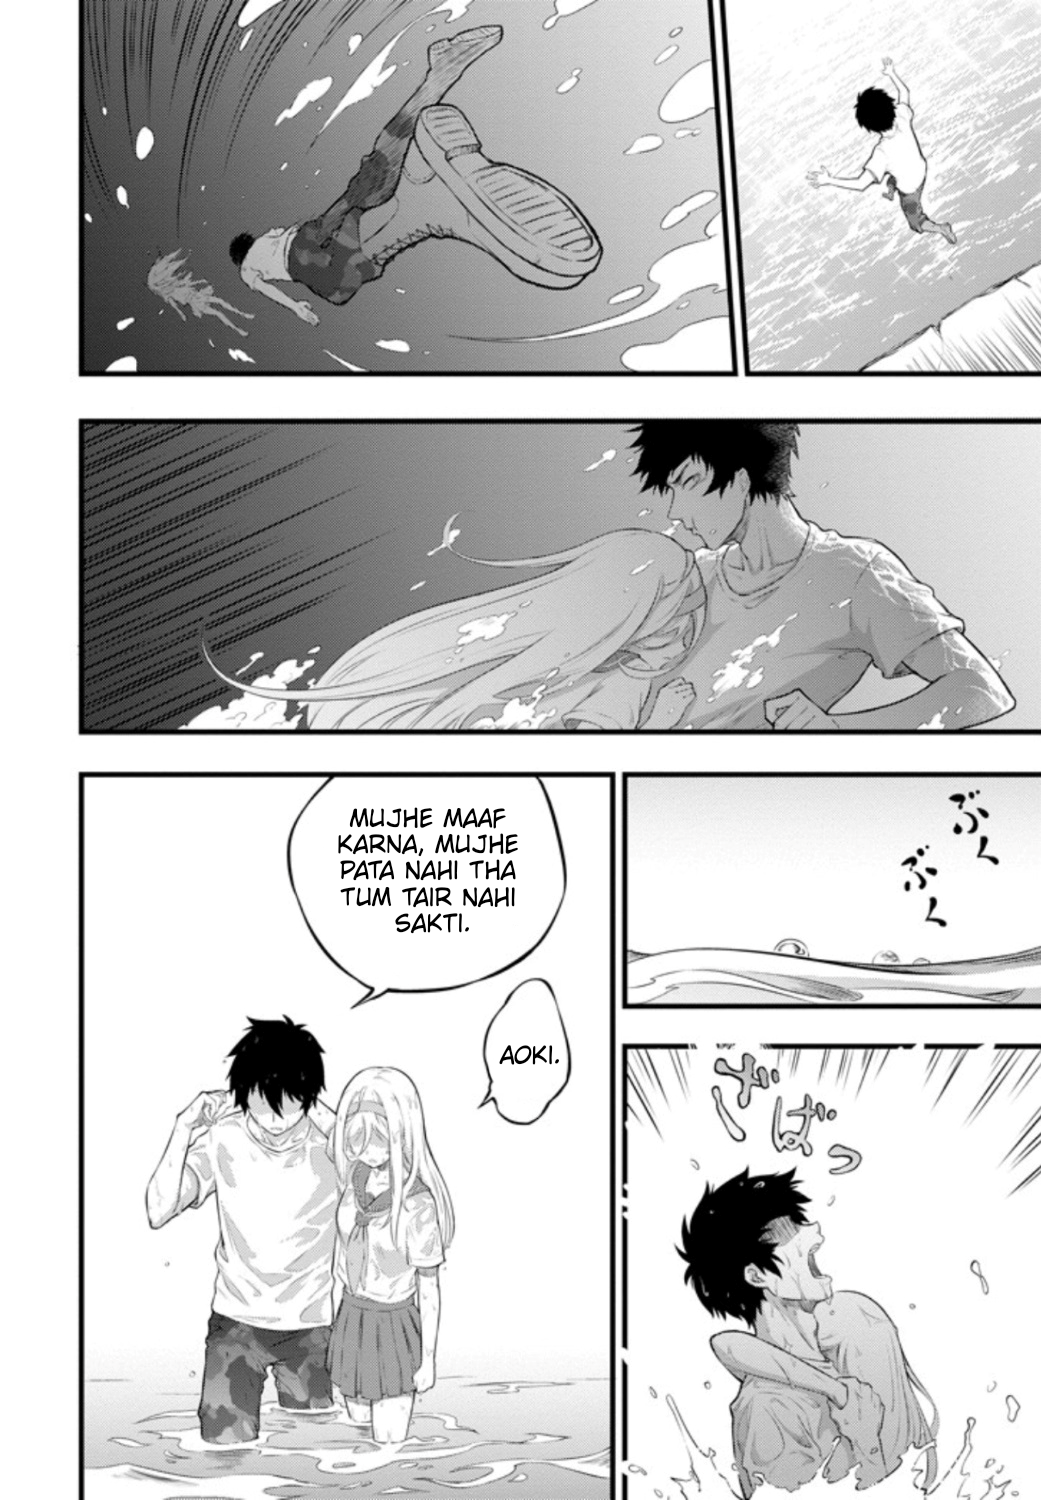 ぶく
ぶく
ざばっ
MUJHE MAAF
KARNA, MUJHE
PATA NAHI THA
TUM TAIR NAHI
SAKTI.
AOKI.